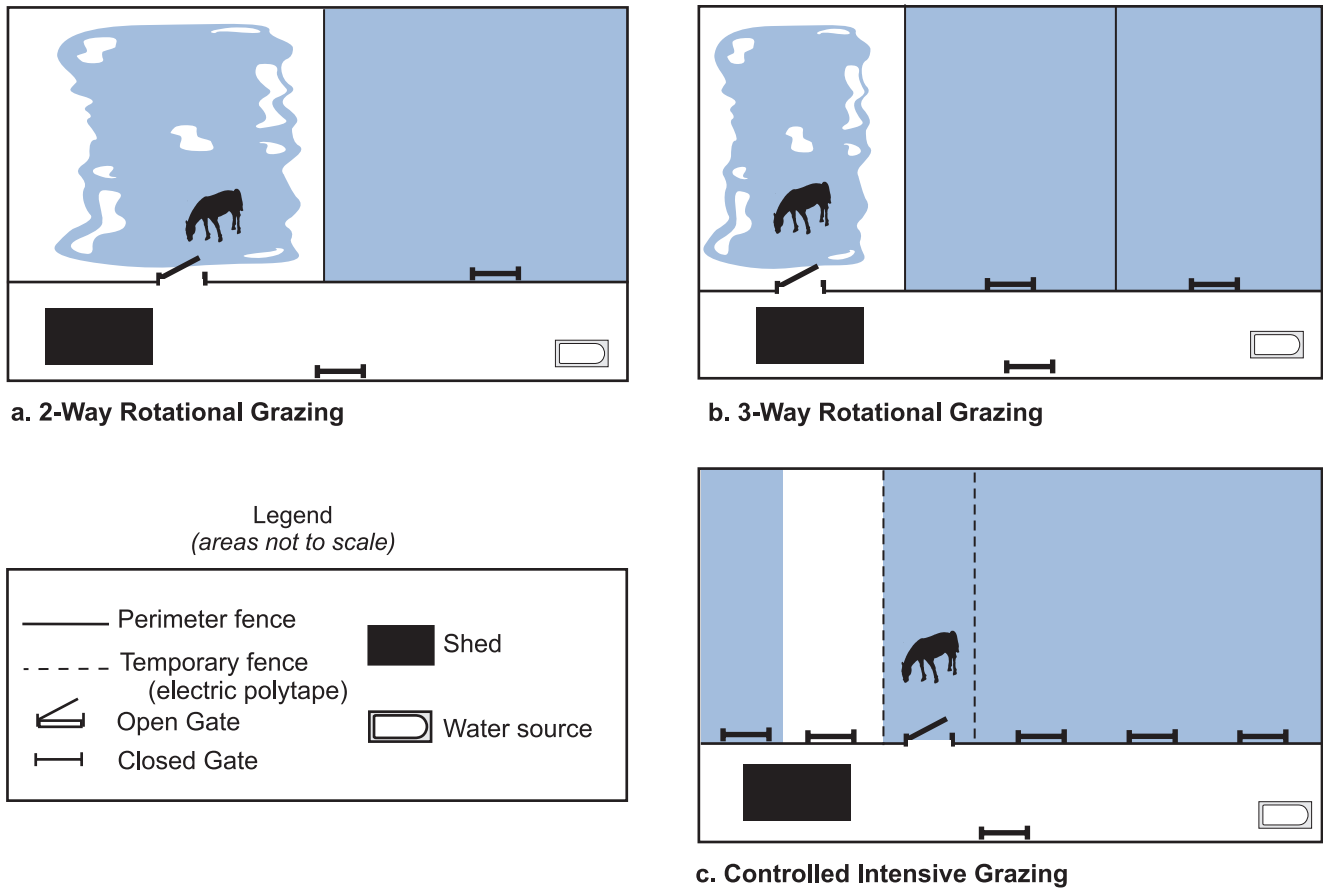 a. 2-Way Rotational Grazing
b. 3-Way Rotational Grazing
Legend
(areas not to scale)
Perimeter fence
Temporary fence
(electric polytape)
Open Gate
Closed Gate
Shed
Water source
c. Controlled Intensive Grazing